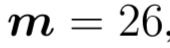 m = 26,